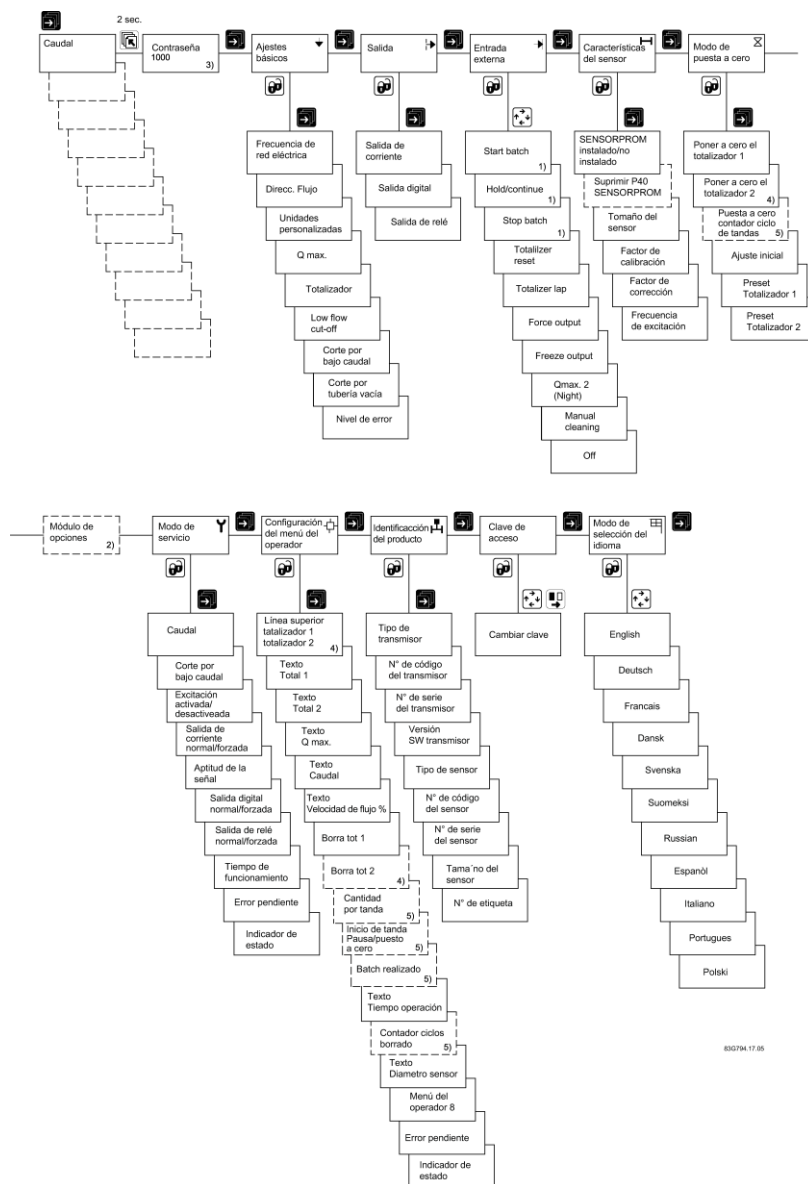 2 sec.
Caudal
Contraseña
1000
3)
Ajestes
básicos
Salida
Entrada
externa
Características
del sensor
Modo de
puesta a cero
Frecuencia de
red eléctrica
Direcc. Flujo
Unidades
personalizadas
Q max.
Totalizador
Low flow
cut-off
Corte por
bajo caudal
Corte por
tubería vacía
Nivel de error
Salida de
corriente
Salida digital
Salida de relé
Start batch
1)
Hold/continue
1)
Stop batch
1)
Totalilzer
reset
Totalizer lap
Force output
Freeze output
Qmax. 2
(Night)
Manual
cleaning
Off
SENSORPROM
instalado/no
instalado
Suprimir P40
SENSORPROM
Tomaño del
sensor
Factor de
calibración
Factor de
corrección
Frecuencia
de excitación
Poner a cero el
totalizador 1
Poner a cero el
totalizador 2
4)
Puesta a cero
contador ciclo
de tandas
5)
Ajuste inicial
Preset
Totalizador 1
Preset
Totalizador 2
Módulo de
opciones
2)
Modo de
servicio
Configuración
del menú del
operador
Identificacción
del producto
Clave de
acceso
Modo de
selección del
idioma
Caudal
Corte por
bajo caudal
Excitación
activada/
desactiveada
Salida de
corriente
normal/forzada
Aptitud de la
señal
Salida digital
normal/forzada
Salida de relé
normal/forzada
Tiempo de
funcionamiento
Error pendiente
Indicador de
estado
Línea superior
tatalizador 1
totalizador 2
4)
Texto
Total 1
Texto
Total 2
Texto
Q max.
Texto
Caudal
Texto
Velocidad de flujo %
Borra tot 1
Borra tot 2
4)
Cantidad
por tanda
5)
Inicio de tanda
Pausa/puesto
a cero
5)
Batch realizado
5)
Texto
Tiempo operación
Contador ciclos
borrado
5)
Texto
Diametro sensor
Menú del
operador 8
Error pendiente
Indicador de
estado
Tipo de
transmisor
N° de código
del transmisor
N° de serie
del transmisor
Versión
SW transmisor
Tipo de sensor
N° de código
del sensor
N° de serie
del sensor
Tama´no del
sensor
N° de etiqueta
Cambiar clave
English
Deutsch
Francais
Dansk
Svenska
Suomeksi
Russian
Espanòl
Italiano
Portugues
Polski
83G794.17.05